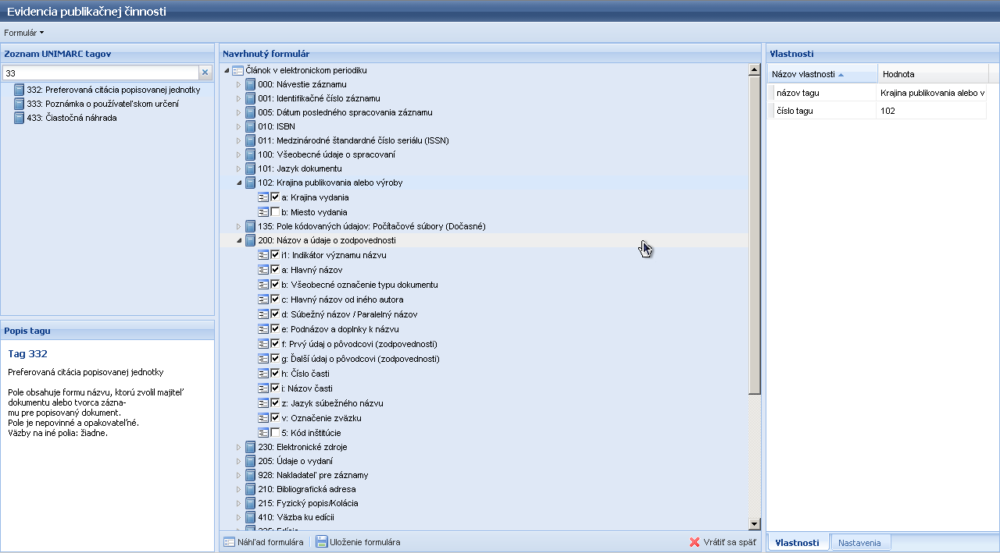 Evidencia publikačnej činnosti
Formulár
Zoznam UNIMARC tagov
33
332: Preferovaná citácia popisovanej jednotky
333: Poznámka o používateľskom určení
433: Čiastočná náhrada
Popis tagu
Tag 332
Preferovaná citácia popisovanej jednotky
Pole obsahuje formu názvu, ktorú zvolil majiteľ
dokumentu alebo tvorca zázna-
mu pre popisovaný dokument.
Pole je nepovinné a opakovateľné.
Väzby na iné polia: žiadne.
Navrhnutý formulár
Článok v elektronickom periodiku
000: Návestie záznamu
001: Identifikačné číslo záznamu
005: Dátum posledného spracovania záznamu
010: ISBN
011: Medzinárodné štandardné číslo seriálu (ISSN)
100: Všeobecné údaje o spracovaní
101: Jazyk dokumentu
102: Krajina publikovania alebo výroby
a: Krajina vydania
b: Miesto vydania
135: Pole kódovaných údajov: Počítačové súbory (Dočasné)
200: Názov a údaje o zodpovednosti
i1: Indikátor významu názvu
a: Hlavný názov
b: Všeobecné označenie typu dokumentu
c: Hlavný názov od iného autora
d: Súbežný názov / Paralelný názov
e: Podnázov a doplnky k názvu
f: Prvý údaj o pôvodcovi (zodpovednosti)
g: Ďalší údaj o pôvodcovi (zodpovednosti)
h: Číslo časti
i: Názov časti
z: Jazyk súbežného názvu
v: Označenie zväzku
5: Kód inštitúcie
230: Elektronické zdroje
205: Údaje o vydaní
928: Nakladateľ pre záznamy
210: Bibliografická adresa
215: Fyzický popis/Kolácia
410: Väzba ku edícii
Náhľad formulára
Uloženie formulára
Vrátiť sa späť
Vlastnosti
Názov vlastnosti
Hodnota
názov tagu
Krajina publikovania alebo v
číslo tagu
102
Vlastnosti
Nastavenia